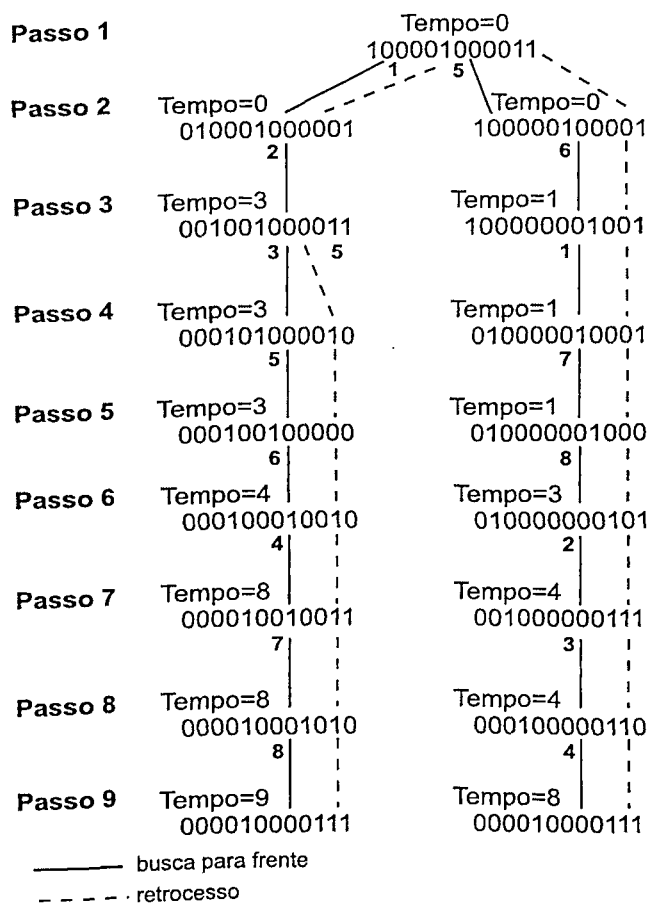 Passo 1
Tempo=0
100001000011
1 5
Passo 2
Tempo=0 Tempo=0
010001000001 100000100001
2 6
Passo 3
Tempo=3 Tempo=1
001001000011 100000001001
3 5 1
Passo 4
Tempo=3 Tempo=1
000101000010 010000010001
5 7
Passo 5
Tempo=3 Tempo=1
000100100000 010000001000
6 8
Passo 6
Tempo=4 Tempo=3
000100010010 010000000101
4 2
Passo 7
Tempo=8 Tempo=4
000010010011 001000000111
7 3
Passo 8
Tempo=8 Tempo=4
000010001010 000100000110
8 4
Passo 9
Tempo=9 Tempo=8
000010000111 000010000111
busca para frente
retrocesso